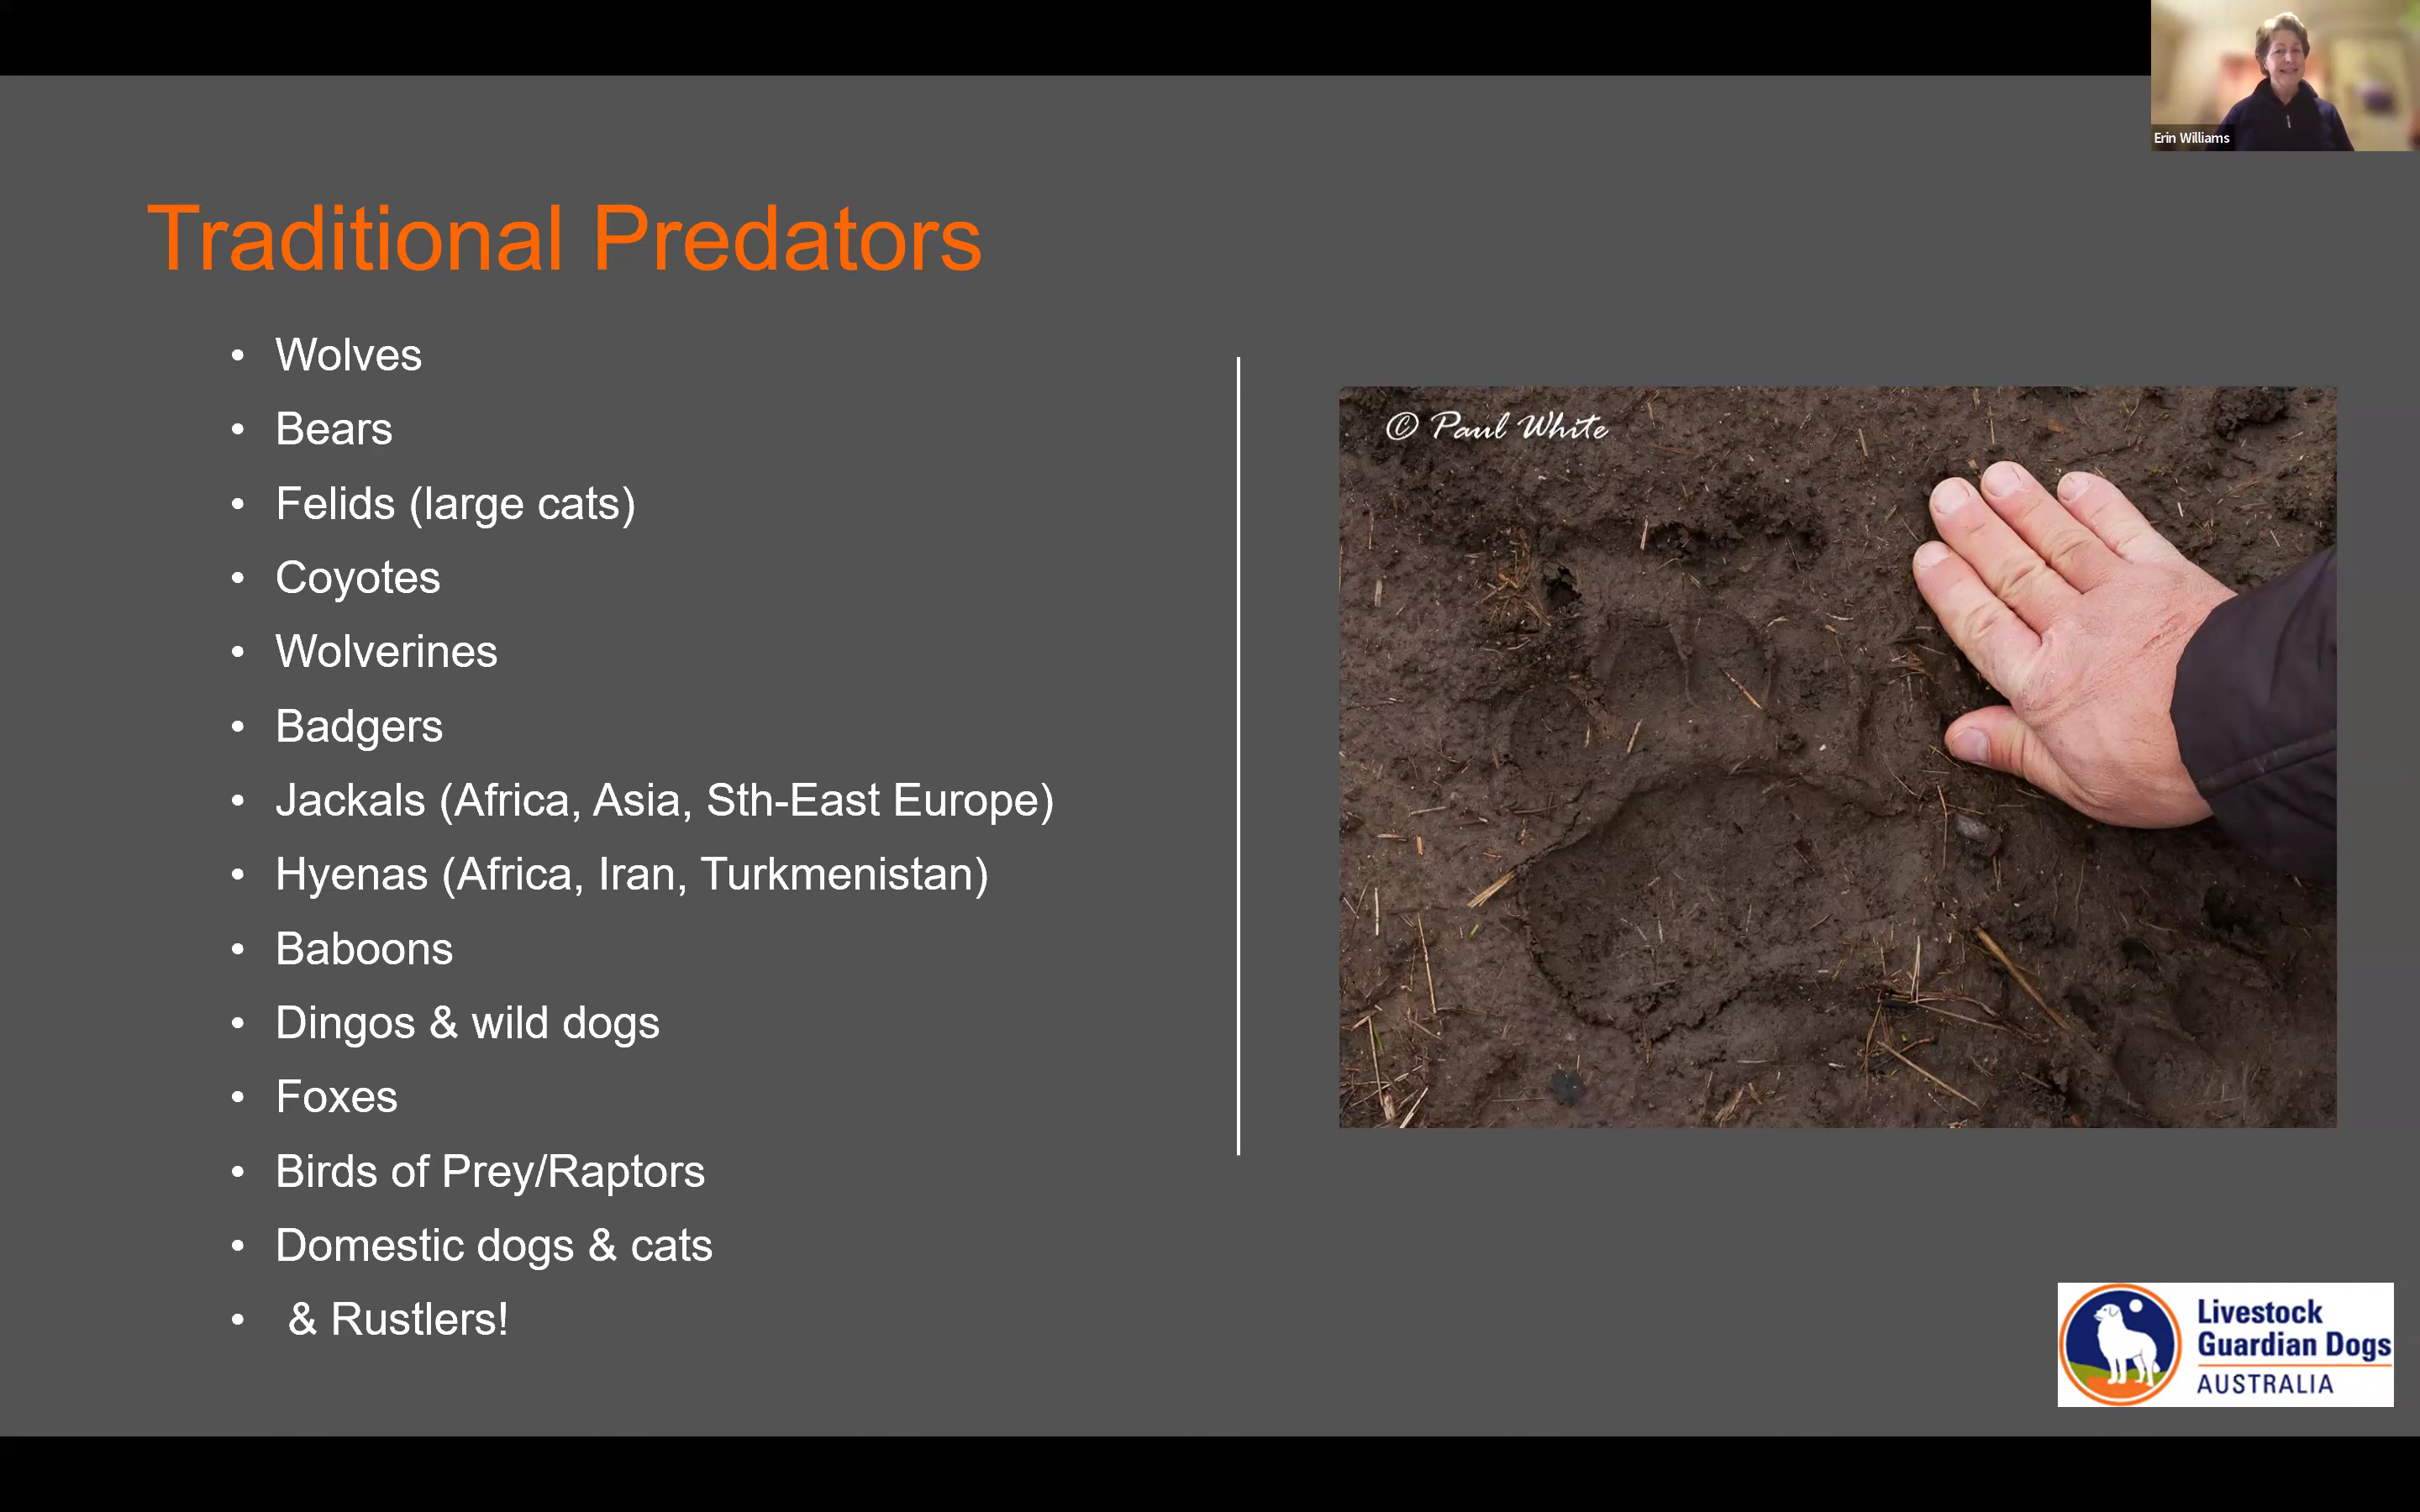 Erin Williams
Traditional Predators
• Wolves
• Bears
• Felids (large cats)
• Coyotes
• Wolverines
• Badgers
• Jackals (Africa, Asia, Sth-East Europe)
• Hyenas (Africa, Iran, Turkmenistan)
• Baboons
• Dingos & wild dogs
• Foxes
• Birds of Prey/Raptors
• Domestic dogs & cats
• & Rustlers!
© Paul White
Livestock
Guardian Dogs
AUSTRALIA